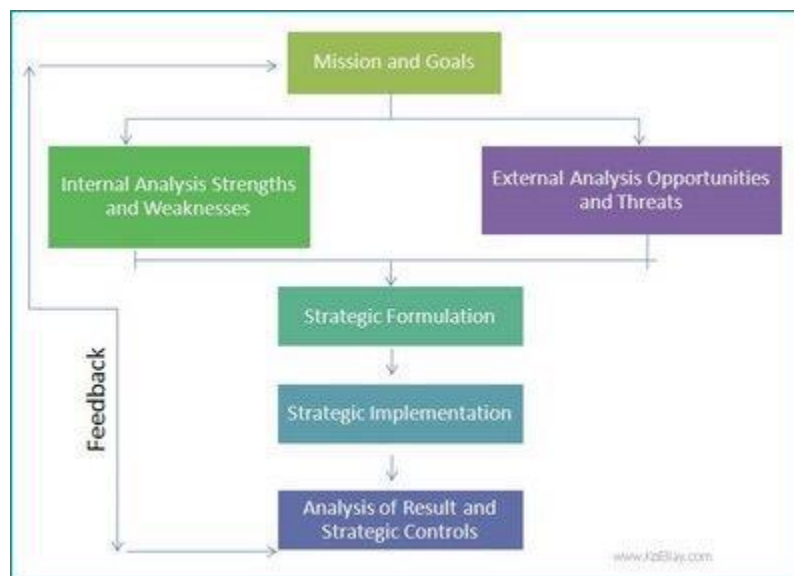 Mission and Goals
Internal Analysis Strengths
and Weaknesses
External Analysis Opportunities
and Threats
Strategic Formulation
Strategic Implementation
Analysis of Result and
Strategic Controls
Feedback